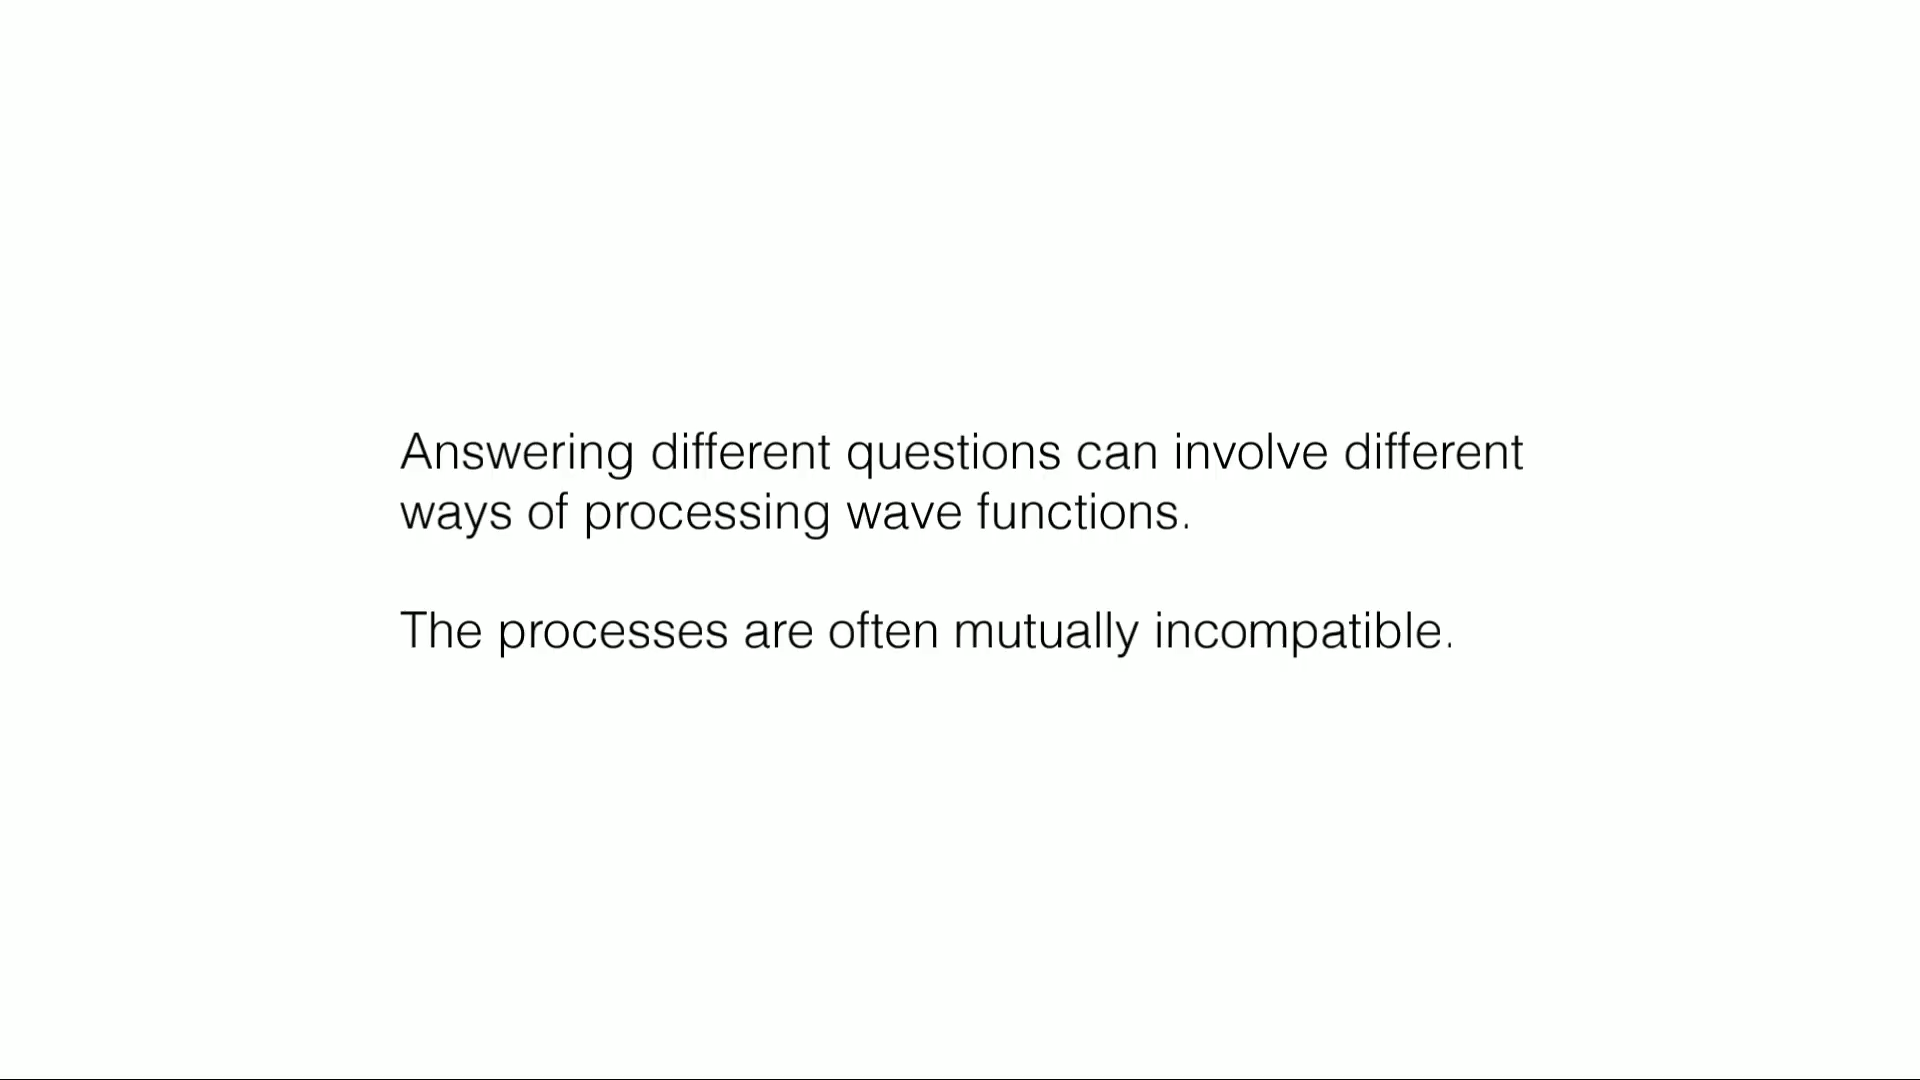 Answering different questions can involve different
ways of processing wave functions.
The processes are often mutually incompatible.